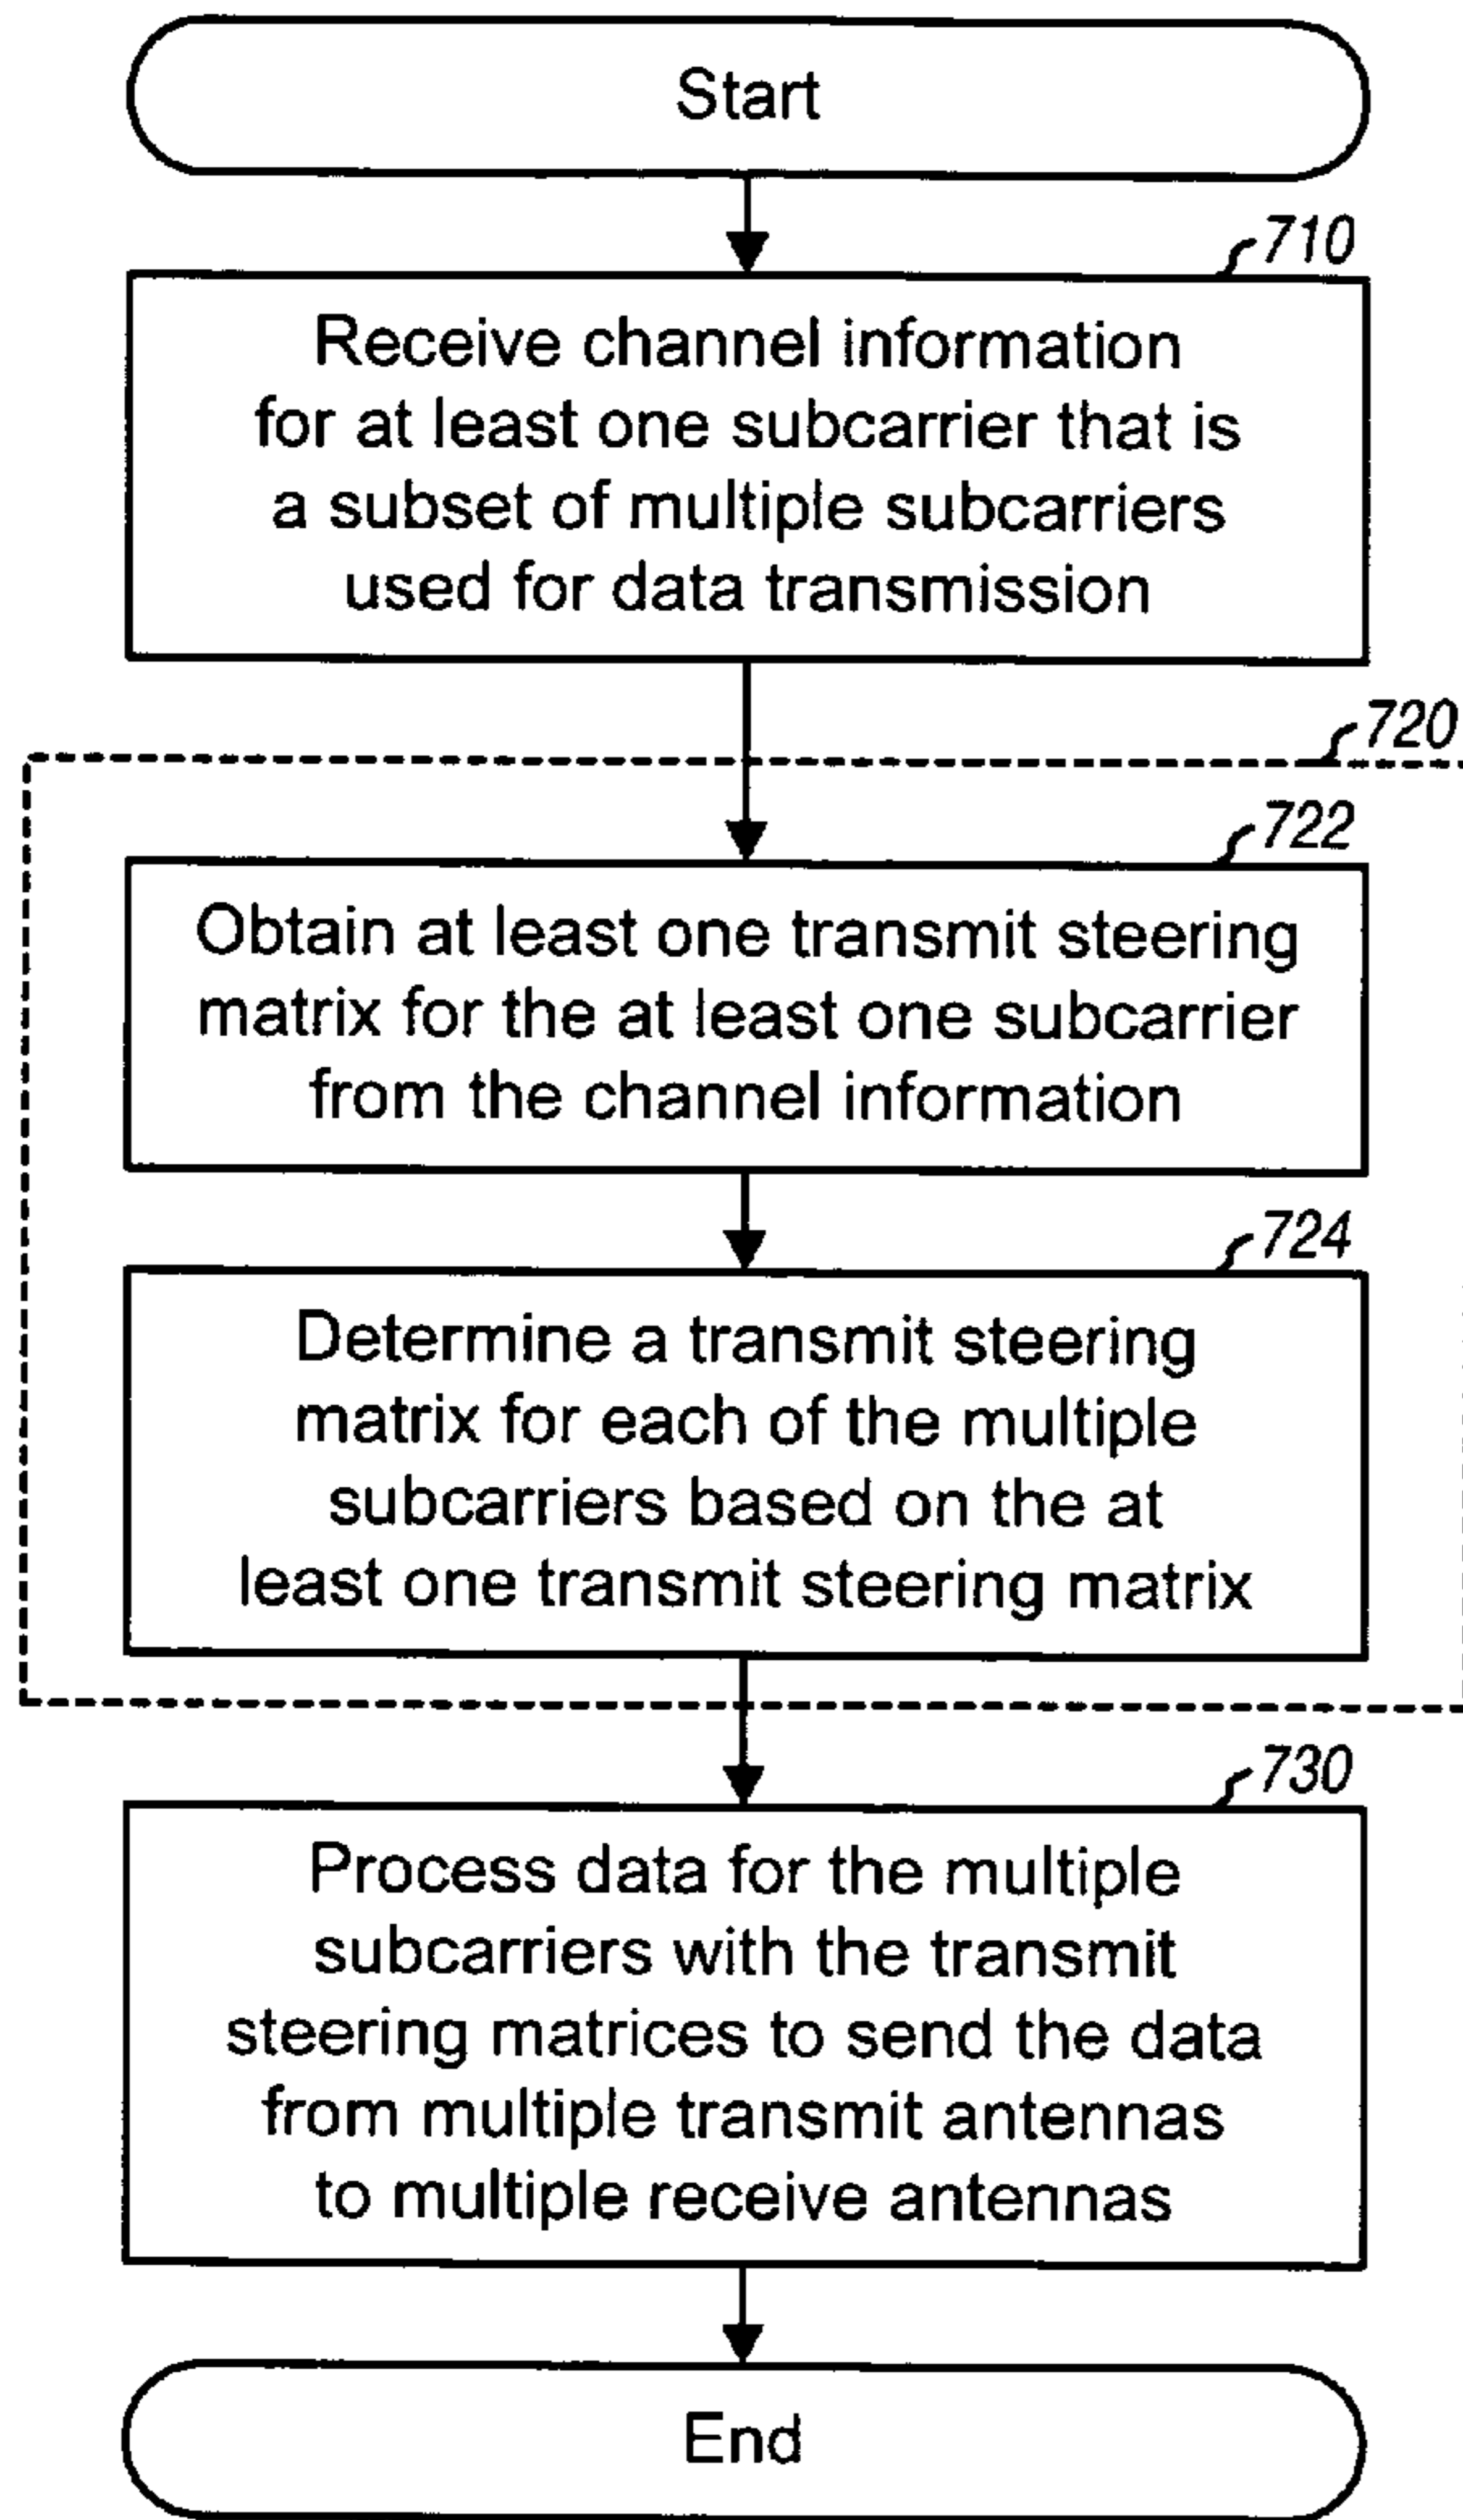 Start
710
Receive channel information
for at least one subcarrier that is
a subset of multiple subcarriers
used for data transmission
720
722
Obtain at least one transmit steering
matrix for the at least one subcarrier
from the channel information
724
Determine a transmit steering
matrix for each of the multiple
subcarriers based on the at
least one transmit steering matrix
730
Process data for the multiple
subcarriers with the transmit
steering matrices to send the data
from multiple transmit antennas
to multiple receive antennas
End